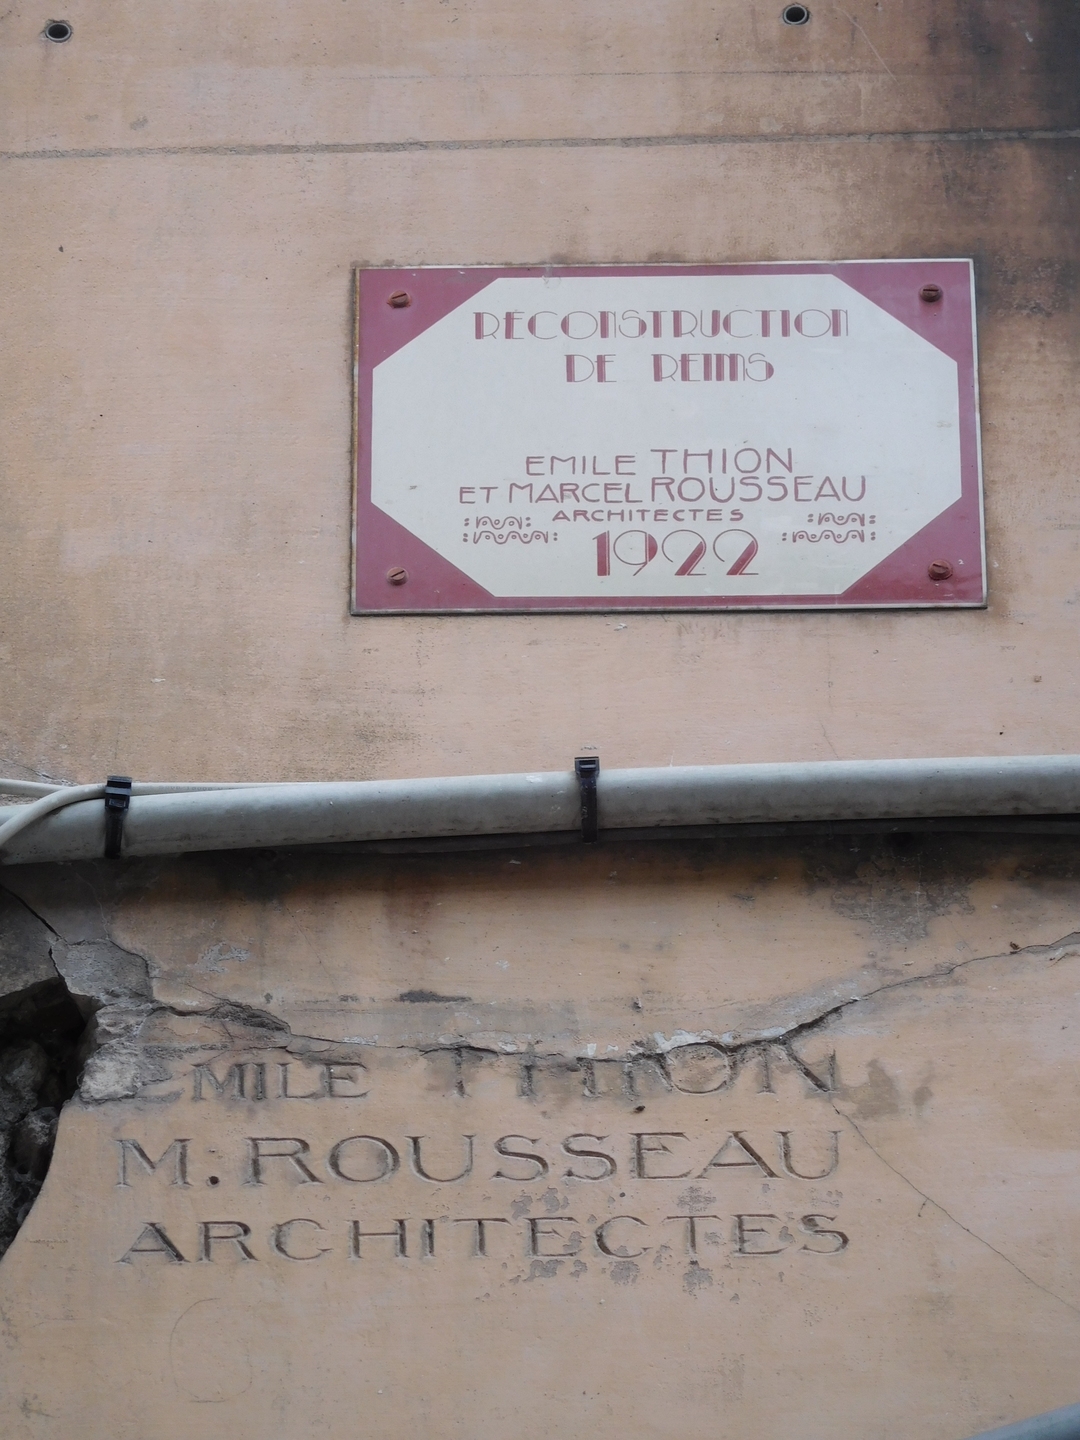 RECONSTRUCTION
DE REIMS
EMILE THION
ET MARCEL ROUSSEAU
ARCHITECTES
1922
EMILE THION
M. ROUSSEAU
ARCHITECTES